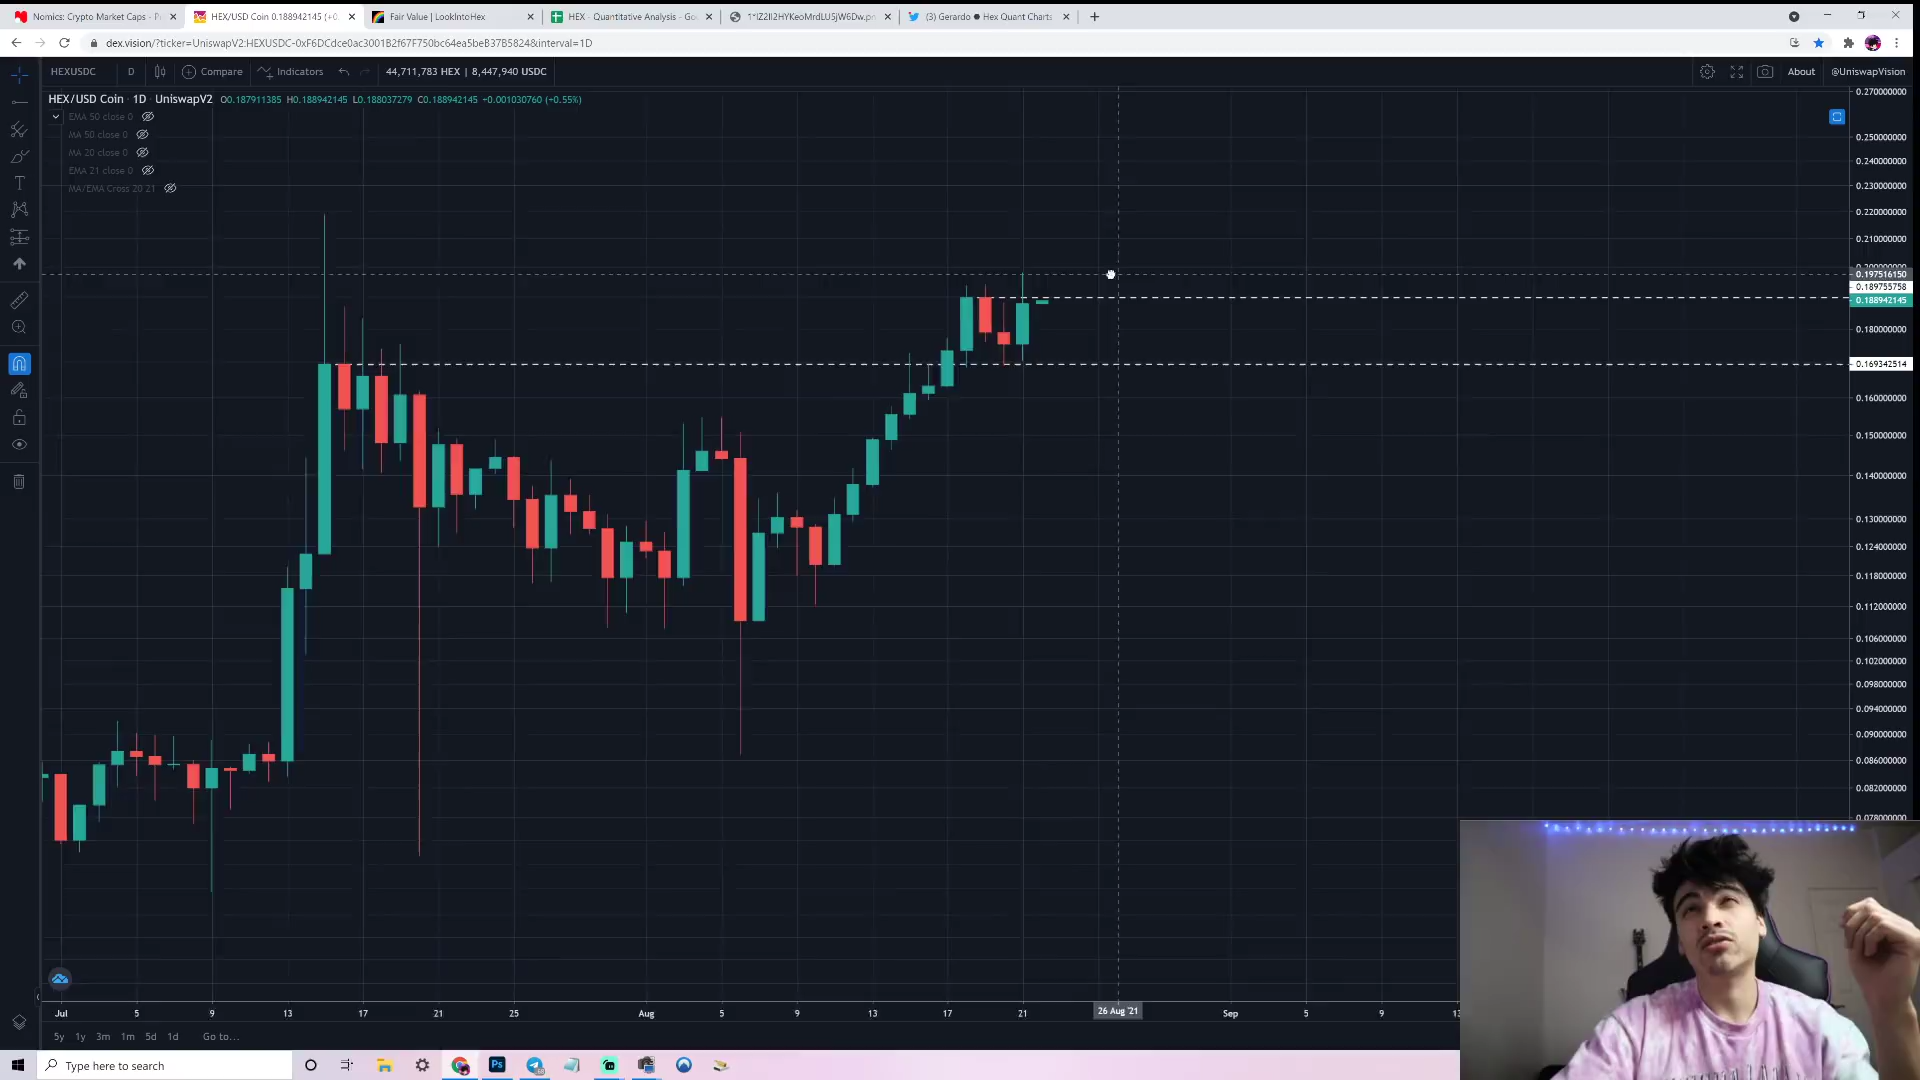 Nomics: Crypto Market Caps - P
HEX/USD Coin 0.188942145 (+0.
Fair Value | LookIntoHex
HEX - Quantitative Analysis - Go
(3) Gerardo ● Hex Quant Charts
dex.vision/?ticker=UniswapV2:HEXUSDC-0xF6DCdce0ac3001B2f67F750bc64ea5beB37B5824&interval=1D
HEXUSDC
D
Compare
Indicators
44,711,783 HEX | 8,447,940 USDC
About
@UniswapVision
HEX/USD Coin · 1D · UniswapV2 O0.187911385 H0.188942145 L0.188037279 C0.188942145 +0.001030760 (+0.55%)
EMA 50 close 0
MA 50 close 0
MA 20 close 0
EMA 21 close 0
MA/EMA Cross 20 21
0.270000000
0.250000000
0.240000000
0.230000000
0.220000000
0.210000000
0.197516150
0.189755758
0.188942145
0.180000000
0.169342514
0.160000000
0.150000000
0.140000000
0.130000000
0.124000000
0.118000000
0.112000000
0.106000000
0.102000000
0.098000000
0.094000000
0.090000000
0.086000000
0.082000000
0.078000000
Jul 5 9 13 17 21 25 Aug 5 9 13 17 21 26 Aug '21 Sep 5 9
5y 1y 3m 1m 5d 1d Go to...
Type here to search